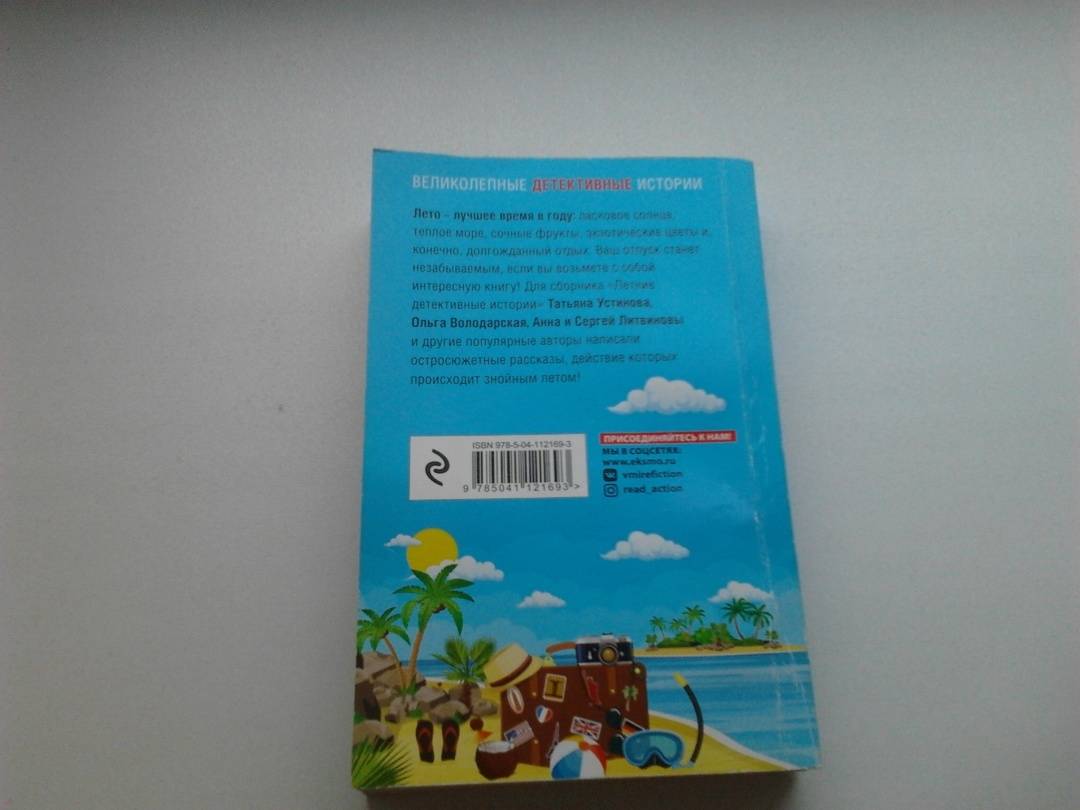 ВЕЛИКОЛЕПНЫЕ ДЕТЕКТИВНЫЕ ИСТОРИИ
Лето – лучшее время в году: ласковое солнце,
теплое море, сочные фрукты, экзотические цветы и,
конечно, долгожданный отдых. Ваш отпуск станет
незабываемым, если вы возьмете с собой
интересную книгу! Для сборника «Летние
детективные истории» Татьяна Устинова,
Ольга Володарская, Анна и Сергей Литвиновы
и другие популярные авторы написали
остросюжетные рассказы, действие которых
происходит знойным летом!
ISBN 978-5-04-112169-3
9 785041 121693 >
ПРИСОЕДИНЯЙТЕСЬ К НАМ!
МЫ В СОЦСЕТЯХ:
www.eksmo.ru
vmirefiction
read_action